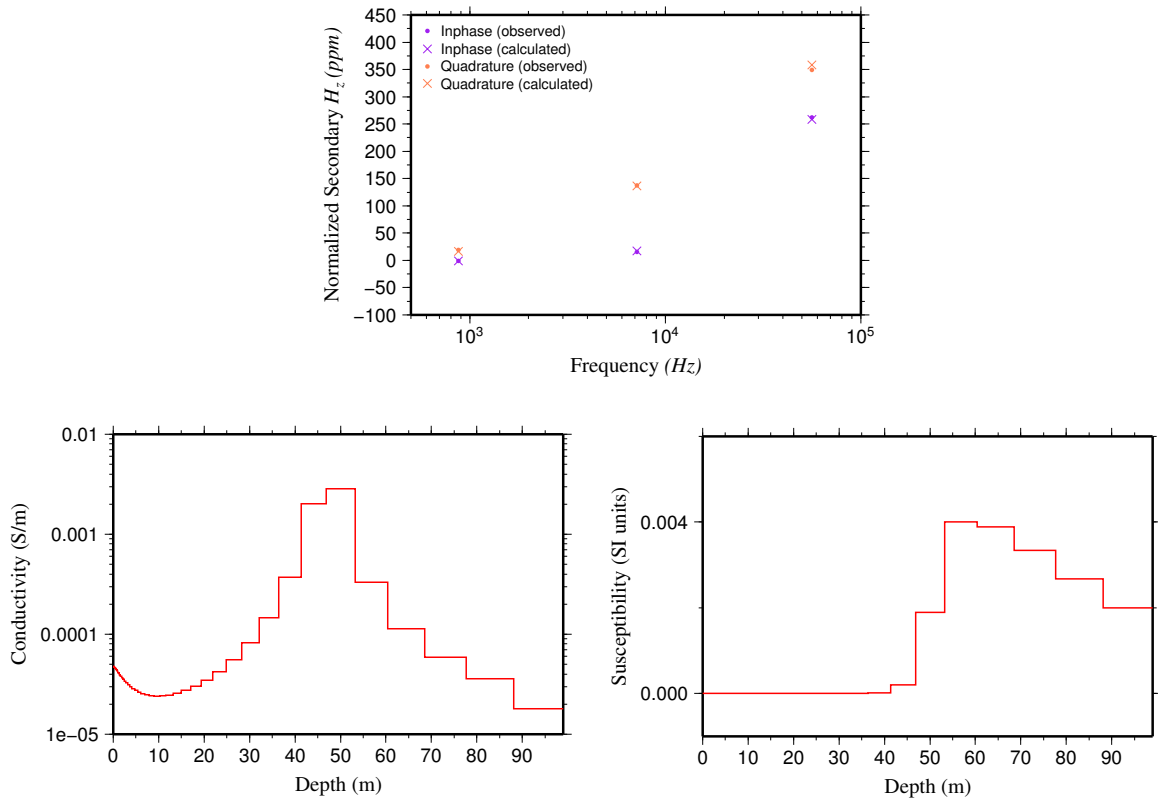 450
400
350
300
250
200
150
100
50
0
−50
−100
Normalized Secondary H_z (ppm)
Inphase (observed)
Inphase (calculated)
Quadrature (observed)
Quadrature (calculated)
10³ 10⁴ 10⁵
Frequency (Hz)
0.01
0.001
0.0001
1e−05
Conductivity (S/m)
0 10 20 30 40 50 60 70 80 90
Depth (m)
0.004
0.000
Susceptibility (SI units)
0 10 20 30 40 50 60 70 80 90
Depth (m)